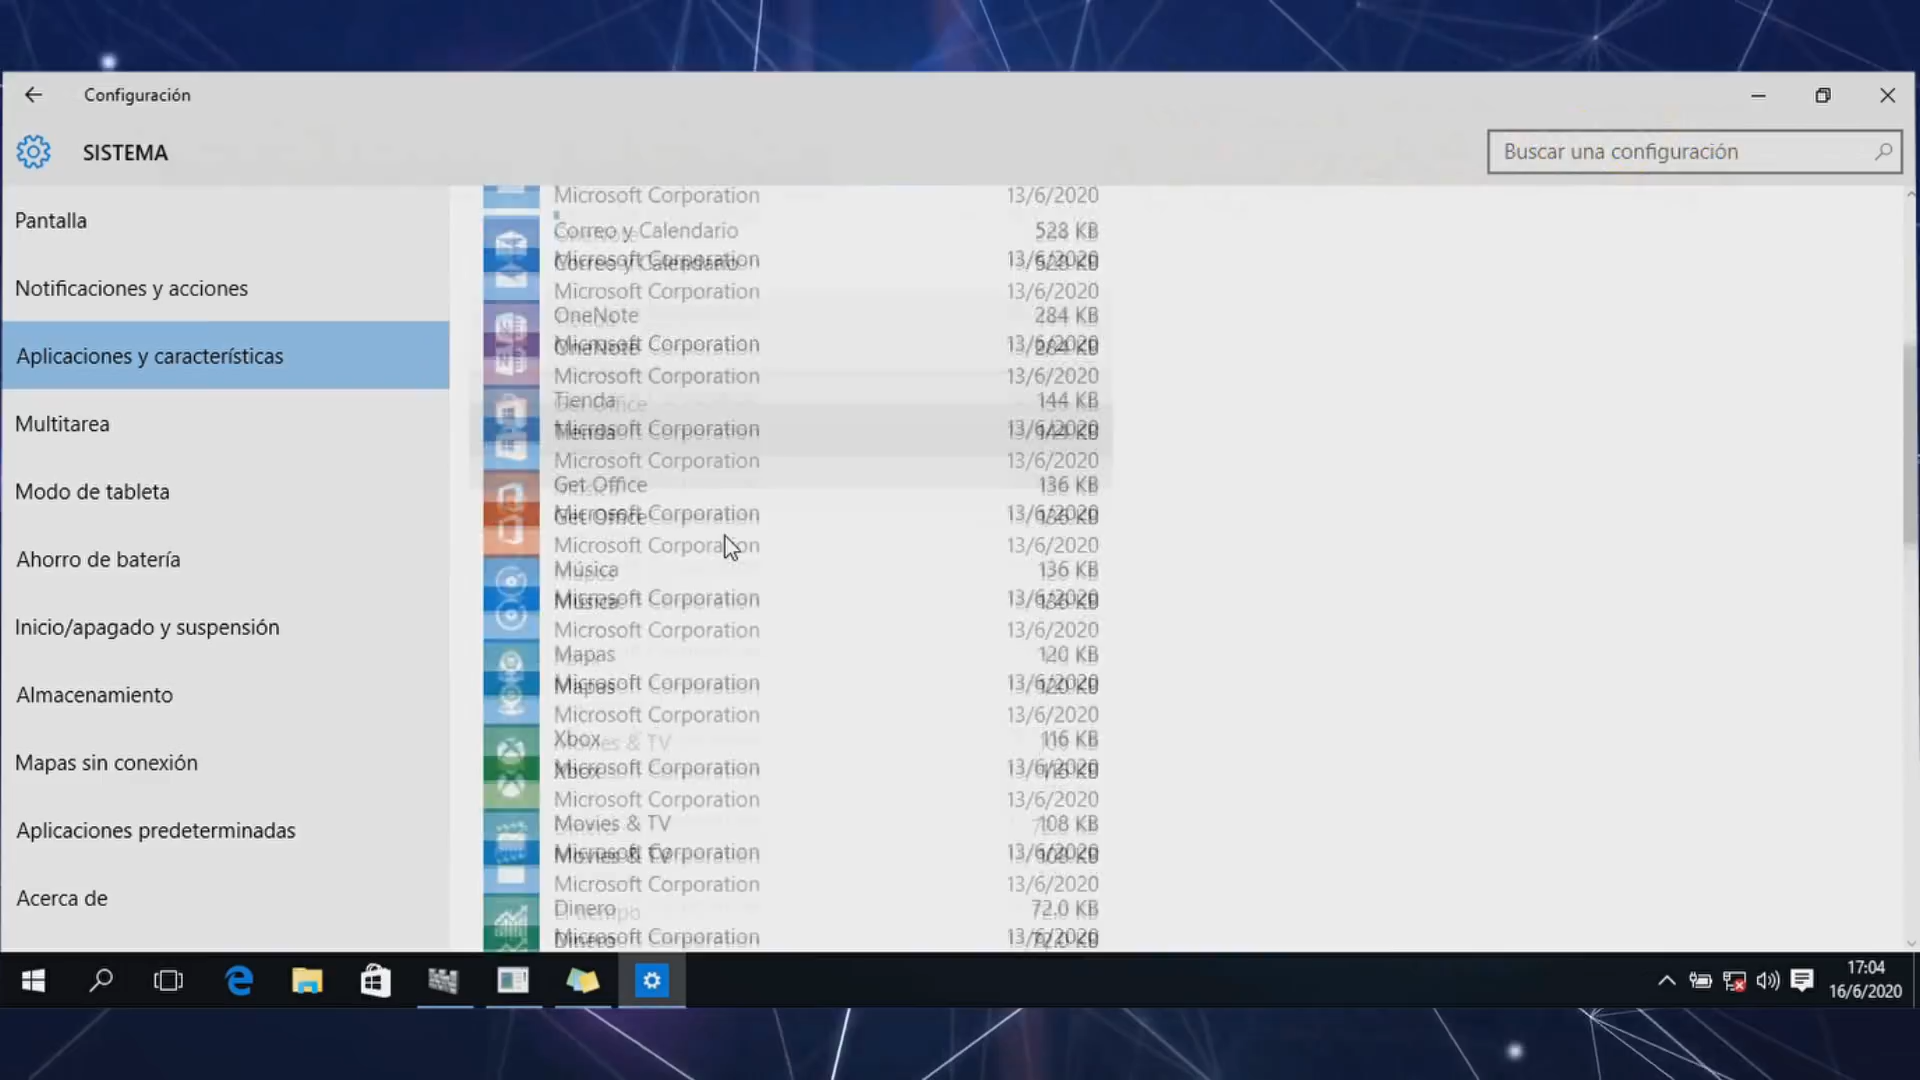 Configuración
SISTEMA
Buscar una configuración
Pantalla
Notificaciones y acciones
Aplicaciones y características
Multitarea
Modo de tableta
Ahorro de batería
Inicio/apagado y suspensión
Almacenamiento
Mapas sin conexión
Aplicaciones predeterminadas
Acerca de
Microsoft Corporation 13/6/2020
Correo y Calendario 528 KB
Microsoft Corporation 13/6/2020
OneNote 284 KB
Microsoft Corporation 13/6/2020
Tienda 144 KB
Microsoft Corporation 13/6/2020
Get Office 136 KB
Microsoft Corporation 13/6/2020
Música 136 KB
Microsoft Corporation 13/6/2020
Mapas 120 KB
Microsoft Corporation 13/6/2020
Xbox 116 KB
Microsoft Corporation 13/6/2020
Movies & TV 108 KB
Microsoft Corporation 13/6/2020
Dinero 72.0 KB
Microsoft Corporation 13/6/2020
17:04
16/6/2020